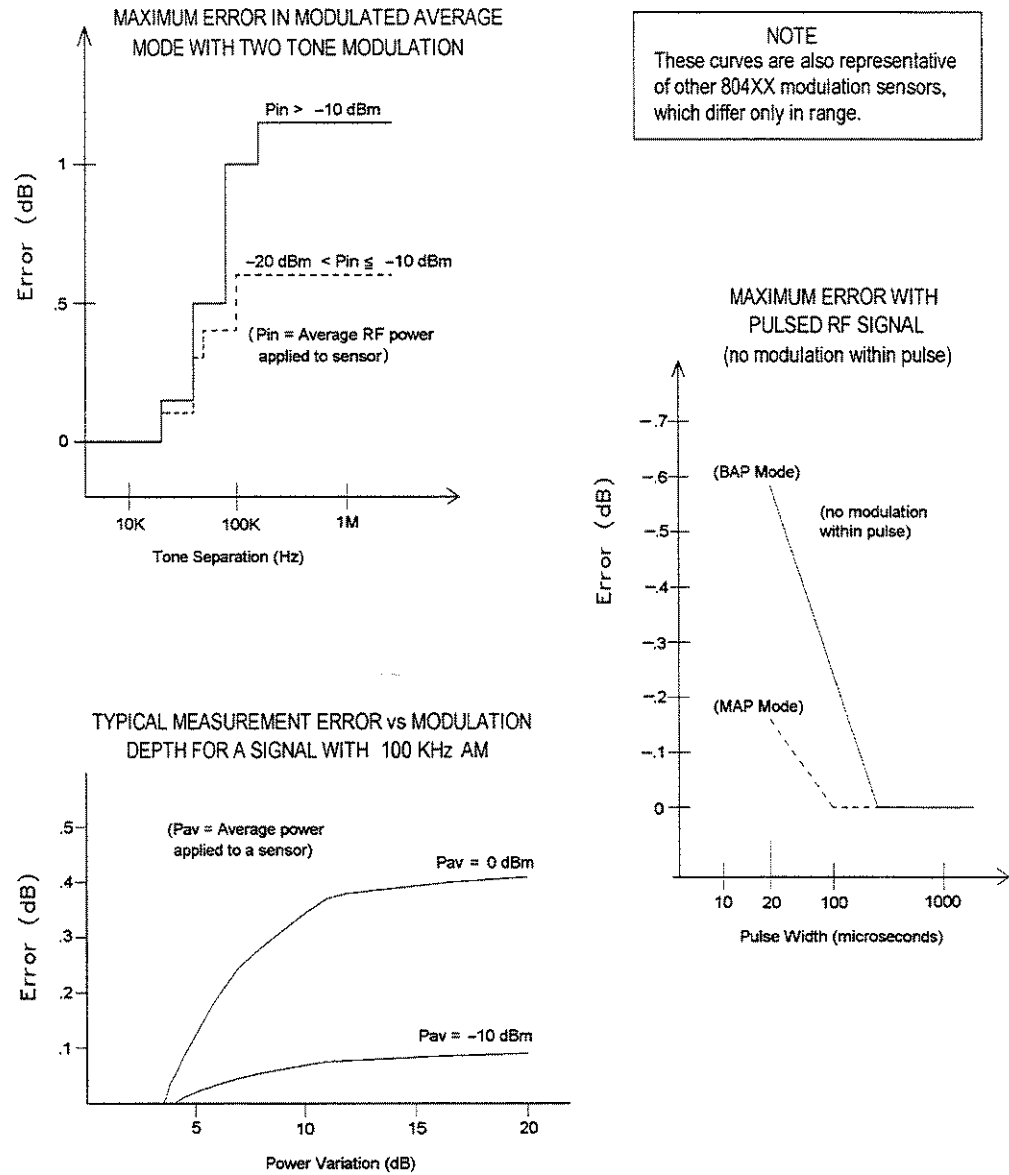 MAXIMUM ERROR IN MODULATED AVERAGE
MODE WITH TWO TONE MODULATION
Error (dB)
1
.5
0
Pin > −10 dBm
−20 dBm < Pin ≦ −10 dBm
(Pin = Average RF power
applied to sensor)
10K
100K
1M
Tone Separation (Hz)
NOTE
These curves are also representative
of other 804XX modulation sensors,
which differ only in range.
MAXIMUM ERROR WITH
PULSED RF SIGNAL
(no modulation within pulse)
Error (dB)
−.7
−.6
−.5
−.4
−.3
−.2
−.1
0
(BAP Mode)
(no modulation
within pulse)
(MAP Mode)
10
20
100
1000
Pulse Width (microseconds)
TYPICAL MEASUREMENT ERROR vs MODULATION
DEPTH FOR A SIGNAL WITH 100 KHz AM
Error (dB)
.5
.4
.3
.2
.1
(Pav = Average power
applied to a sensor)
Pav = 0 dBm
Pav = −10 dBm
5
10
15
20
Power Variation (dB)